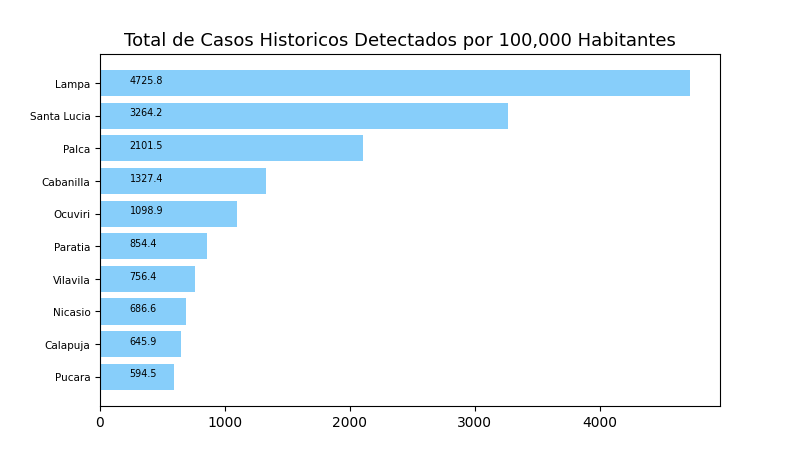 Total de Casos Historicos Detectados por 100,000 Habitantes
Lampa 4725.8
Santa Lucia 3264.2
Palca 2101.5
Cabanilla 1327.4
Ocuviri 1098.9
Paratia 854.4
Vilavila 756.4
Nicasio 686.6
Calapuja 645.9
Pucara 594.5
0 1000 2000 3000 4000